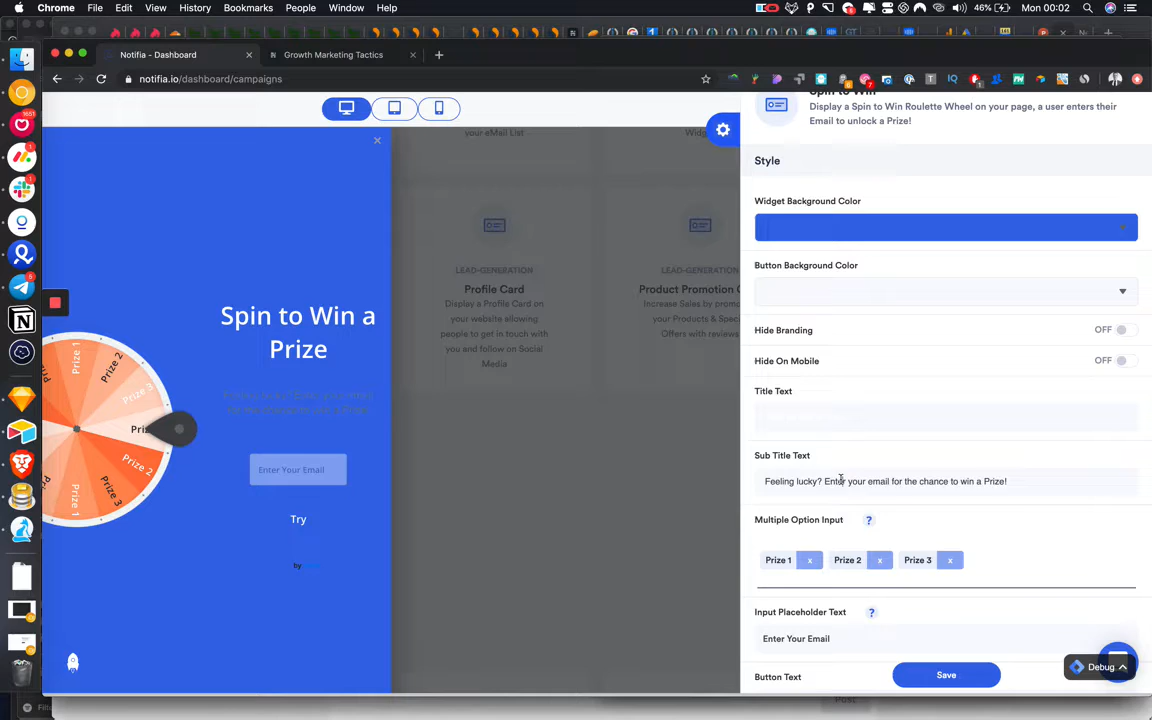 Chrome File Edit View History Bookmarks People Window Help
46% Mon 00:02
Notifia - Dashboard
Growth Marketing Tactics
notifia.io/dashboard/campaigns
your eMail List
Spin to Win
Display a Spin to Win Roulette Wheel on your page, a user enters their
Email to unlock a Prize!
Style
Widget Background Color
Button Background Color
Hide Branding OFF
Hide On Mobile OFF
Title Text
Sub Title Text
Feeling lucky? Enter your email for the chance to win a Prize!
Multiple Option Input ?
Prize 1 x Prize 2 x Prize 3 x
Input Placeholder Text ?
Enter Your Email
Button Text
Save
Debug
LEAD-GENERATION
Profile Card
Display a Profile Card on
your website allowing
people to get in touch with
you and follow on Social
Media
LEAD-GENERATION
Product Promotion
Increase Sales by promo
your Products & Speci
Offers with reviews
Spin to Win a
Prize
Prize 1
Prize 2
Prize 3
Priz
Prize 2
Prize 3
Prize 1
Enter Your Email
Try
by